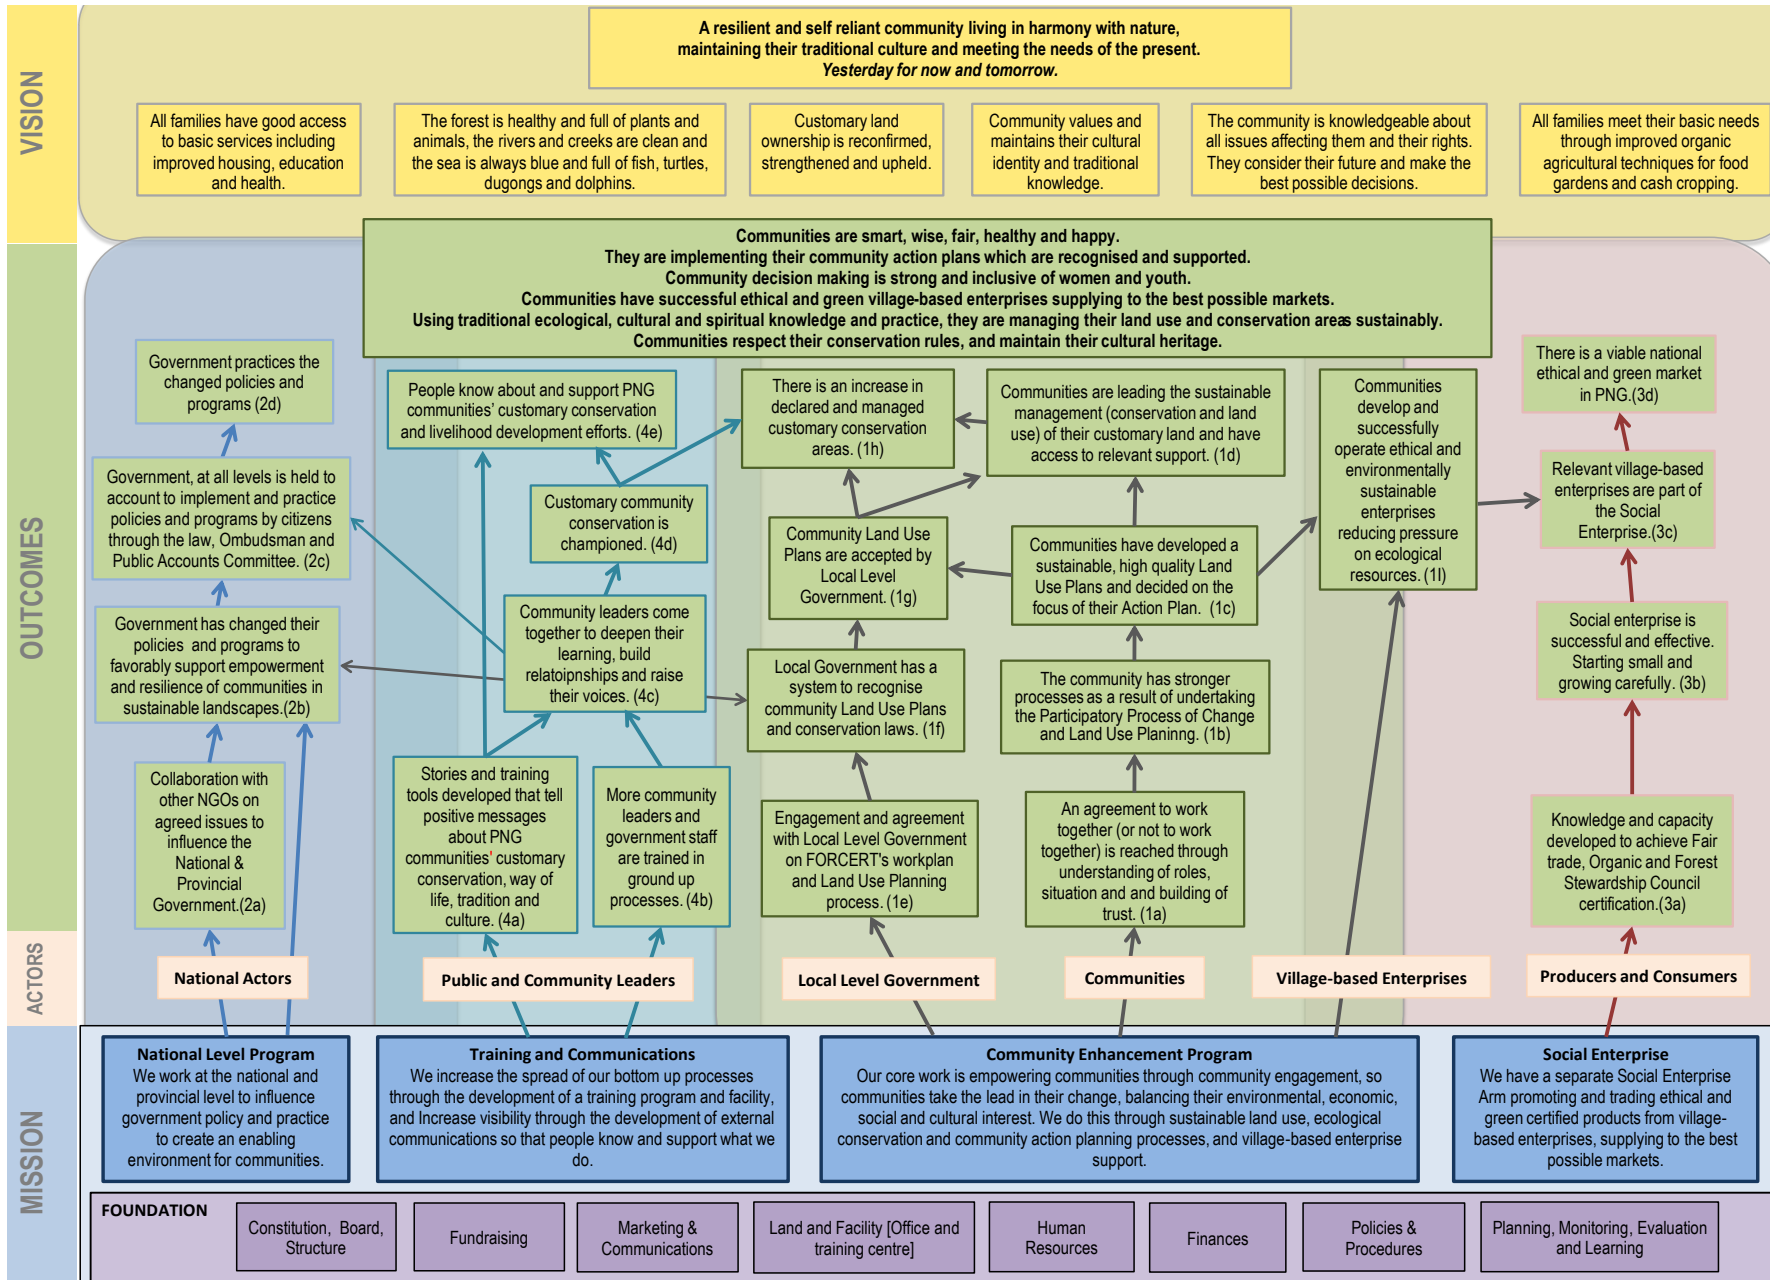 VISION
A resilient and self reliant community living in harmony with nature,
maintaining their traditional culture and meeting the needs of the present.
Yesterday for now and tomorrow.
All families have good access
to basic services including
improved housing, education
and health.
The forest is healthy and full of plants and
animals, the rivers and creeks are clean and
the sea is always blue and full of fish, turtles,
dugongs and dolphins.
Customary land
ownership is reconfirmed,
strengthened and upheld.
Community values and
maintains their cultural
identity and traditional
knowledge.
The community is knowledgeable about
all issues affecting them and their rights.
They consider their future and make the
best possible decisions.
All families meet their basic needs
through improved organic
agricultural techniques for food
gardens and cash cropping.
OUTCOMES
Communities are smart, wise, fair, healthy and happy.
They are implementing their community action plans which are recognised and supported.
Community decision making is strong and inclusive of women and youth.
Communities have successful ethical and green village-based enterprises supplying to the best possible markets.
Using traditional ecological, cultural and spiritual knowledge and practice, they are managing their land use and conservation areas sustainably.
Communities respect their conservation rules, and maintain their cultural heritage.
Government practices the
changed policies and
programs (2d)
People know about and support PNG
communities' customary conservation
and livelihood development efforts. (4e)
There is an increase in
declared and managed
customary conservation
areas. (1h)
Communities are leading the sustainable
management (conservation and land
use) of their customary land and have
access to relevant support. (1d)
Communities
develop and
successfully
operate ethical and
environmentally
sustainable
enterprises
reducing pressure
on ecological
resources. (1I)
There is a viable national
ethical and green market
in PNG.(3d)
Government, at all levels is held to
account to implement and practice
policies and programs by citizens
through the law, Ombudsman and
Public Accounts Committee. (2c)
Customary community
conservation is
championed. (4d)
Community Land Use
Plans are accepted by
Local Level
Government. (1g)
Communities have developed a
sustainable, high quality Land
Use Plans and decided on the
focus of their Action Plan. (1c)
Relevant village-based
enterprises are part of
the Social
Enterprise.(3c)
Government has changed their
policies and programs to
favorably support empowerment
and resilience of communities in
sustainable landscapes.(2b)
Community leaders come
together to deepen their
learning, build
relatoipnships and raise
their voices. (4c)
Local Government has a
system to recognise
community Land Use Plans
and conservation laws. (1f)
The community has stronger
processes as a result of undertaking
the Participatory Process of Change
and Land Use Planinng. (1b)
Social enterprise is
successful and effective.
Starting small and
growing carefully. (3b)
Collaboration with
other NGOs on
agreed issues to
influence the
National &
Provincial
Government.(2a)
Stories and training
tools developed that tell
positive messages
about PNG
communities' customary
conservation, way of
life, tradition and
culture. (4a)
More community
leaders and
government staff
are trained in
ground up
processes. (4b)
Engagement and agreement
with Local Level Government
on FORCERT's workplan
and Land Use Planning
process. (1e)
An agreement to work
together (or not to work
together) is reached through
understanding of roles,
situation and and building of
trust. (1a)
Knowledge and capacity
developed to achieve Fair
trade, Organic and Forest
Stewardship Council
certification.(3a)
ACTORS
National Actors
Public and Community Leaders
Local Level Government
Communities
Village-based Enterprises
Producers and Consumers
MISSION
National Level Program
We work at the national and
provincial level to influence
government policy and practice
to create an enabling
environment for communities.
Training and Communications
We increase the spread of our bottom up processes
through the development of a training program and facility,
and Increase visibility through the development of external
communications so that people know and support what we
do.
Community Enhancement Program
Our core work is empowering communities through community engagement, so
communities take the lead in their change, balancing their environmental, economic,
social and cultural interest. We do this through sustainable land use, ecological
conservation and community action planning processes, and village-based enterprise
support.
Social Enterprise
We have a separate Social Enterprise
Arm promoting and trading ethical and
green certified products from village-
based enterprises, supplying to the best
possible markets.
FOUNDATION
Constitution, Board,
Structure
Fundraising
Marketing &
Communications
Land and Facility [Office and
training centre]
Human
Resources
Finances
Policies &
Procedures
Planning, Monitoring, Evaluation
and Learning